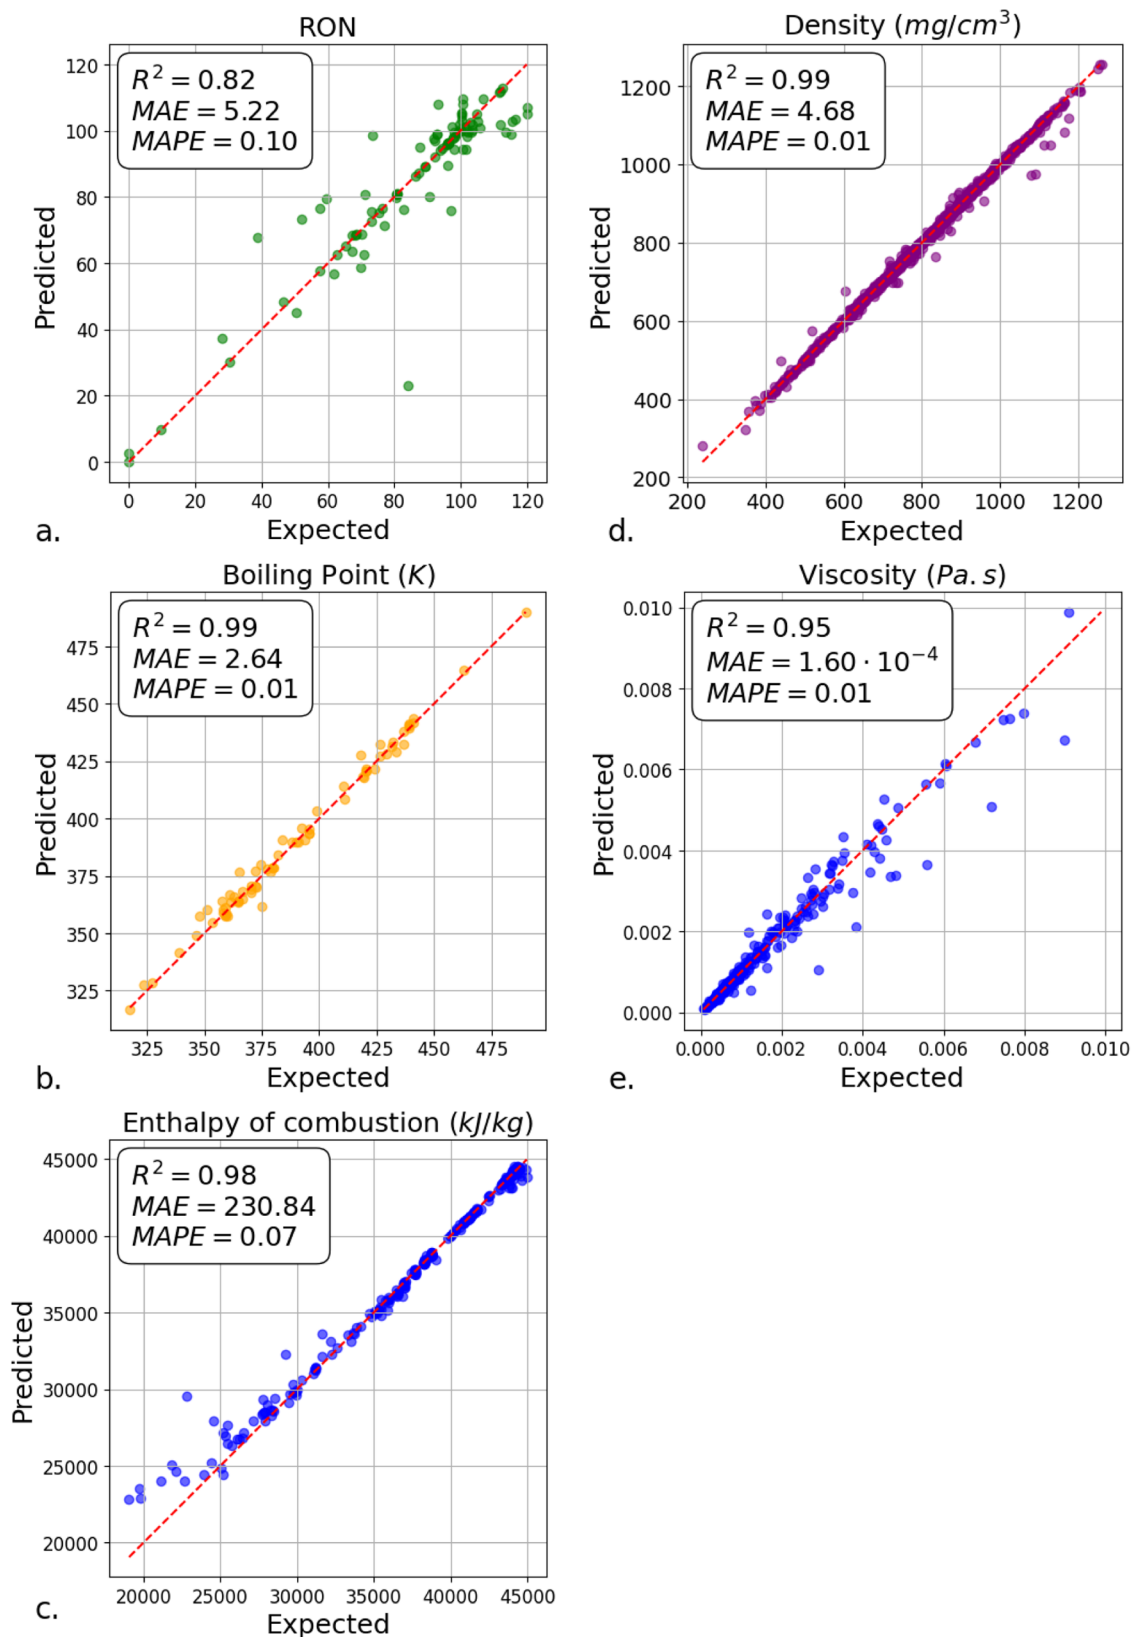 RON
R² = 0.82
MAE = 5.22
MAPE = 0.10
120
100
80
60
40
20
0
0 20 40 60 80 100 120
Predicted
Expected
a.
Density (mg/cm³)
R² = 0.99
MAE = 4.68
MAPE = 0.01
1200
1000
800
600
400
200
200 400 600 800 1000 1200
Predicted
Expected
d.
Boiling Point (K)
R² = 0.99
MAE = 2.64
MAPE = 0.01
475
450
425
400
375
350
325
325 350 375 400 425 450 475
Predicted
Expected
b.
Viscosity (Pa.s)
R² = 0.95
MAE = 1.60 · 10⁻⁴
MAPE = 0.01
0.010
0.008
0.006
0.004
0.002
0.000
0.000 0.002 0.004 0.006 0.008 0.010
Predicted
Expected
e.
Enthalpy of combustion (kJ/kg)
R² = 0.98
MAE = 230.84
MAPE = 0.07
45000
40000
35000
30000
25000
20000
20000 25000 30000 35000 40000 45000
Predicted
Expected
c.